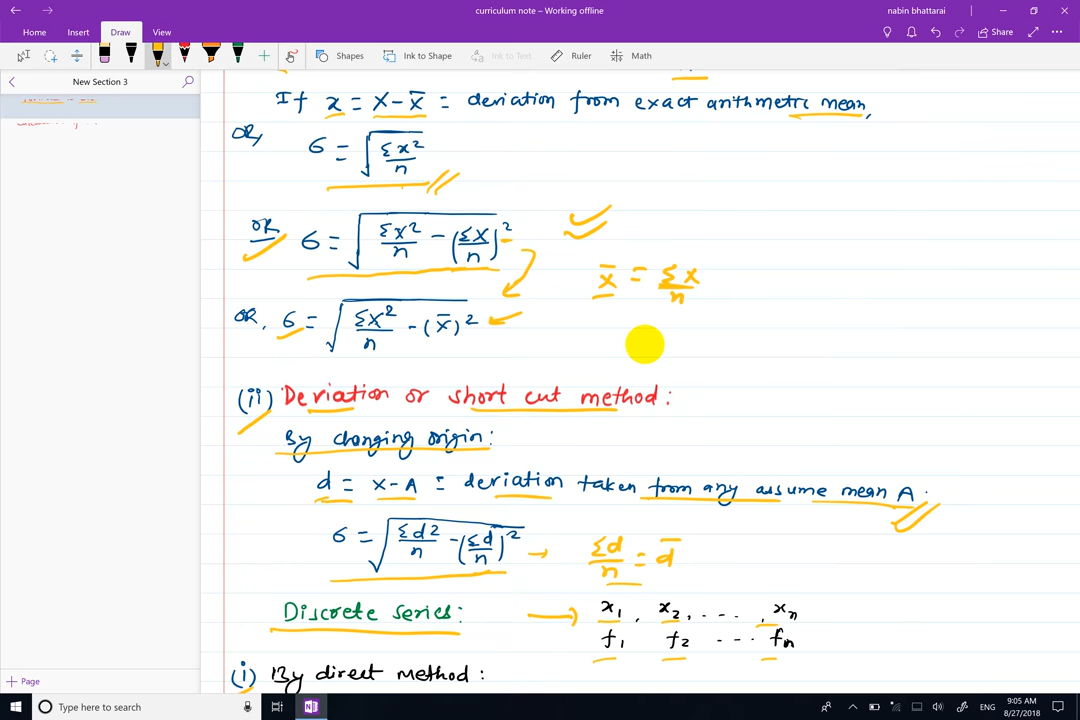 curriculum note – Working offline
nabin bhattarai
Home Insert Draw View
Share
Shapes Ink to Shape Ink to Text Ruler Math
New Section 3
If x = X - X̄ = deviation from exact arithmetric mean,
OR, σ = √(Σx²/n)
OR σ = √(ΣX²/n - (ΣX/n)²)
x̄ = Σx/n
OR, σ = √(ΣX²/n - (X̄)²)
(ii) Deviation or short cut method:
By changing origin:
d = X-A = deviation taken from any assume mean A.
σ = √(Σd²/n - (Σd/n)²) → Σd/n = d̄
Discrete series: → x₁, x₂, ...., xₙ
f₁ f₂ ... fₙ
(i) By direct method:
+ Page
Type here to search
ENG
9:05 AM
8/27/2018